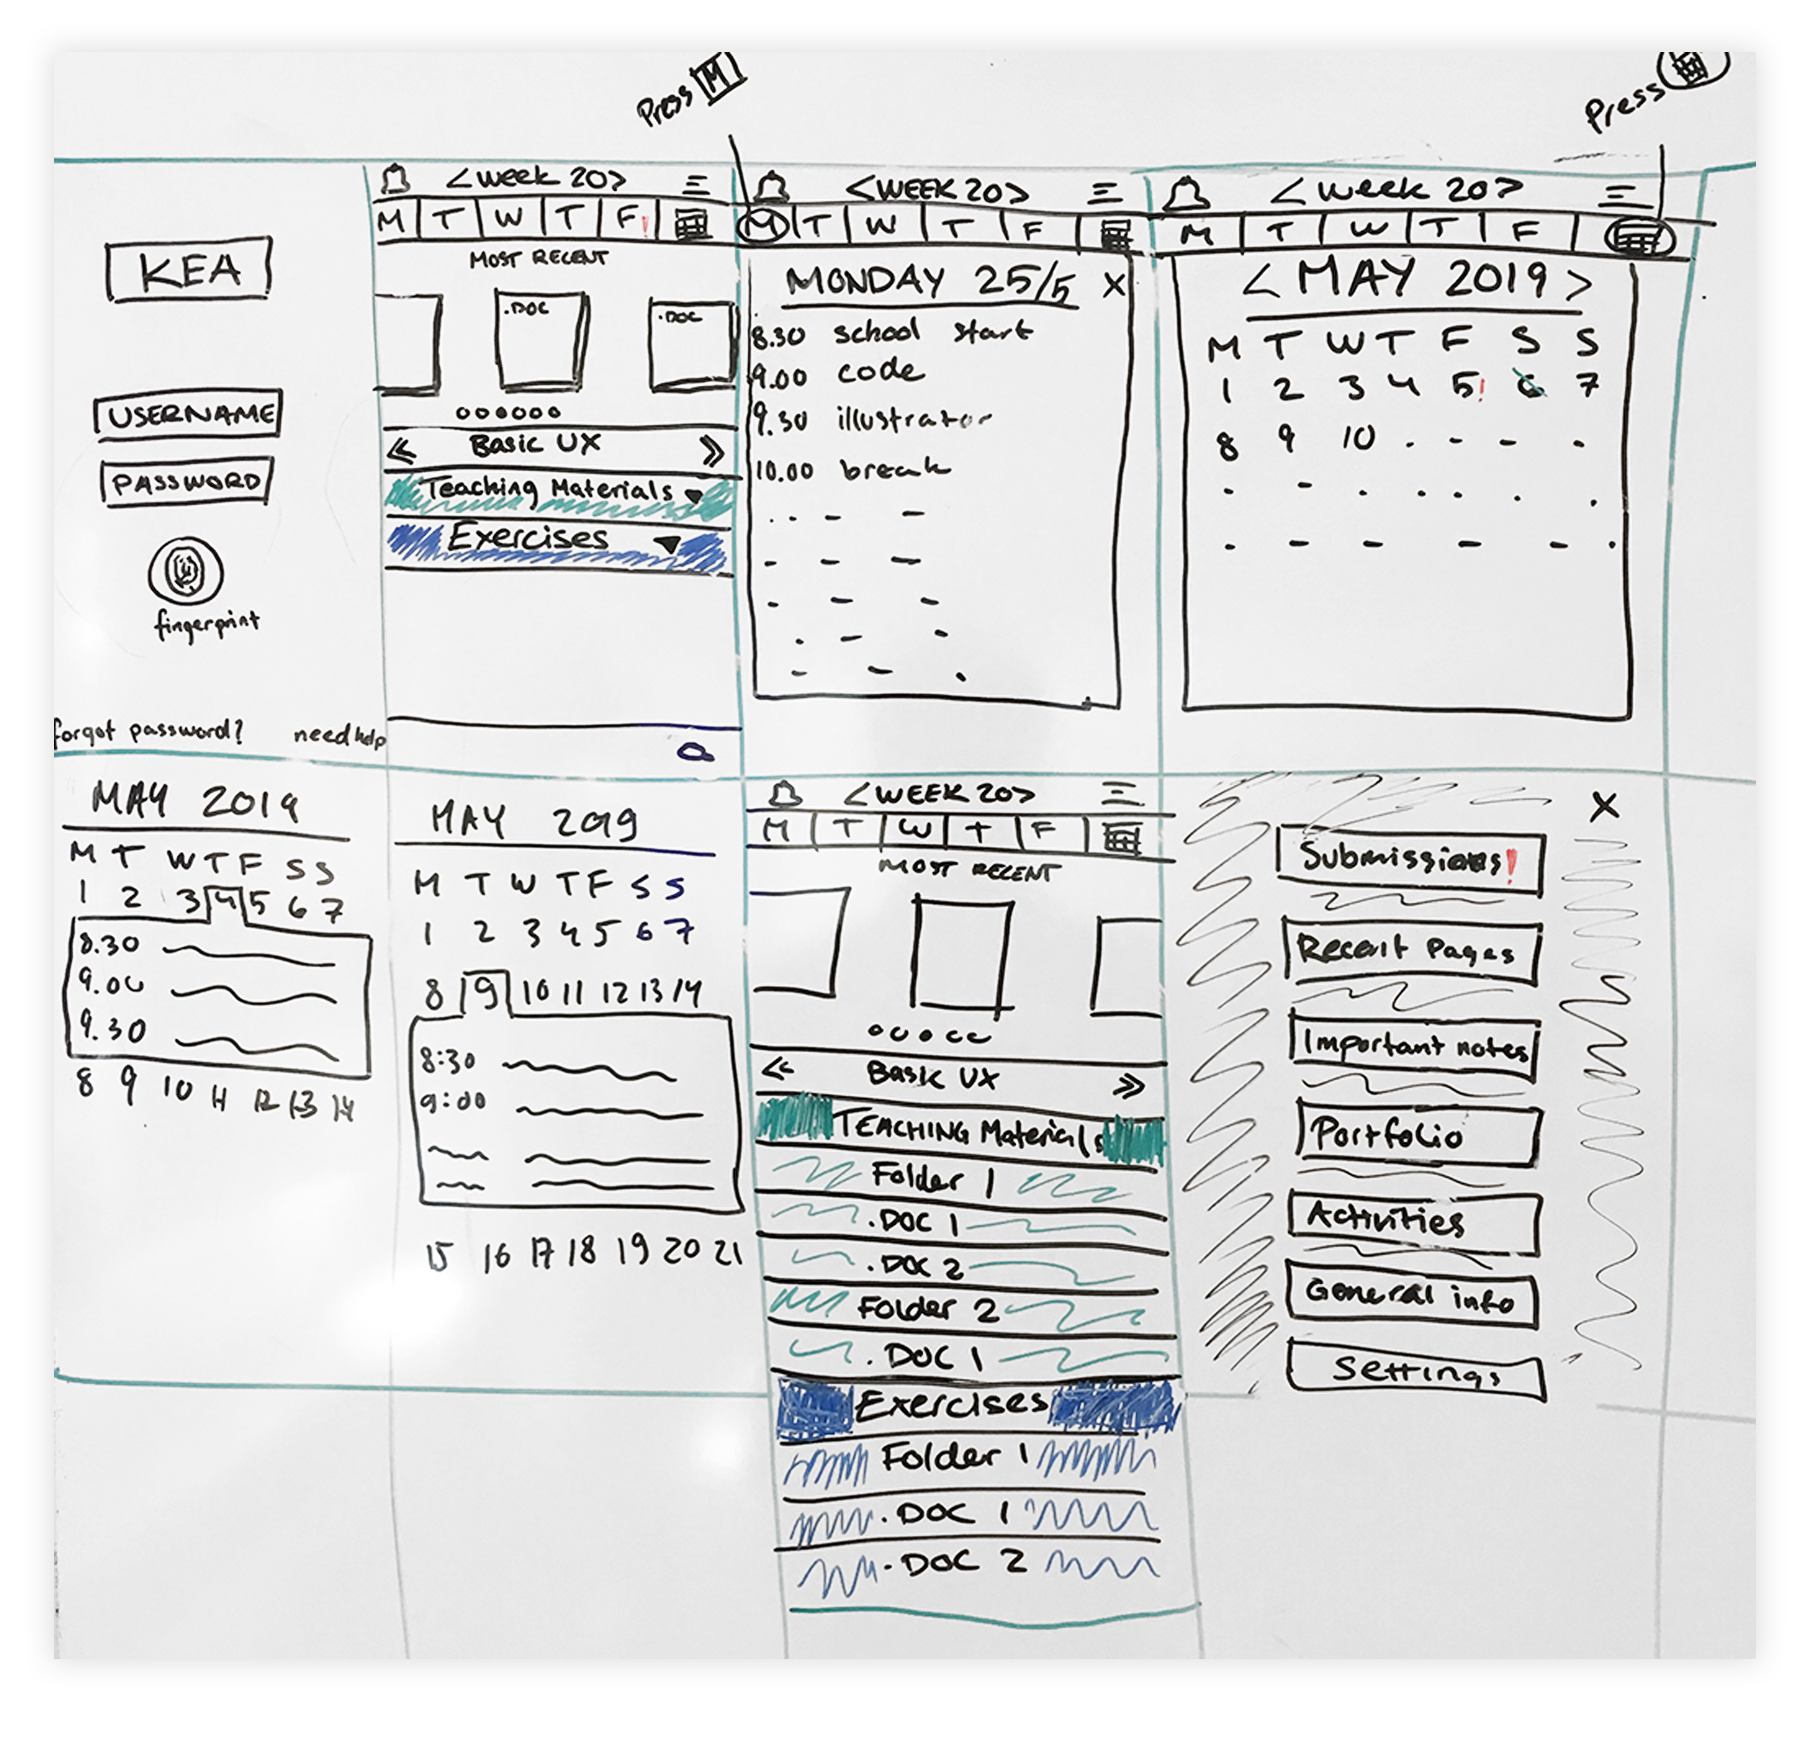 Press M
Press
KEA
USERNAME
PASSWORD
fingerprint
forgot password? need help
<Week 20>
M T W T F!
MOST RECENT
.DOC .DOC
Basic UX
Teaching Materials
Exercises
<WEEK 20>
M T W T F
MONDAY 25/5 X
8.30 school start
9.00 code
9.30 illustrator
10.00 break
<Week 20>
M T W T F
<MAY 2019>
M T W T F S S
1 2 3 4 5! 6 7
8 9 10
MAY 2019
M T W T F S S
1 2 3 4 5 6 7
8.30
9.00
9.30
8 9 10 11 12 13 14
MAY 2019
M T W T F S S
1 2 3 4 5 6 7
8 9 10 11 12 13 14
8:30
9:00
15 16 17 18 19 20 21
<WEEK 20>
M T W T F
MOST RECENT
Basic UX
TEACHING Materials
Folder 1
.DOC 1
.DOC 2
Folder 2
.DOC 1
Exercises
Folder 1
.DOC 1
.DOC 2
X
Submissions!
Recent Pages
Important notes
Portfolio
Activities
General info
Settings